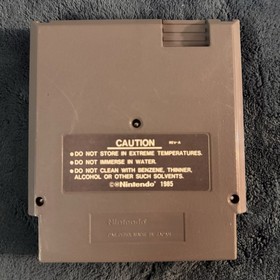 CAUTION REV-A
● DO NOT STORE IN EXTREME TEMPERATURES.
● DO NOT IMMERSE IN WATER.
● DO NOT CLEAN WITH BENZENE, THINNER,
ALCOHOL OR OTHER SUCH SOLVENTS.
©®Nintendo® 1985
Nintendo